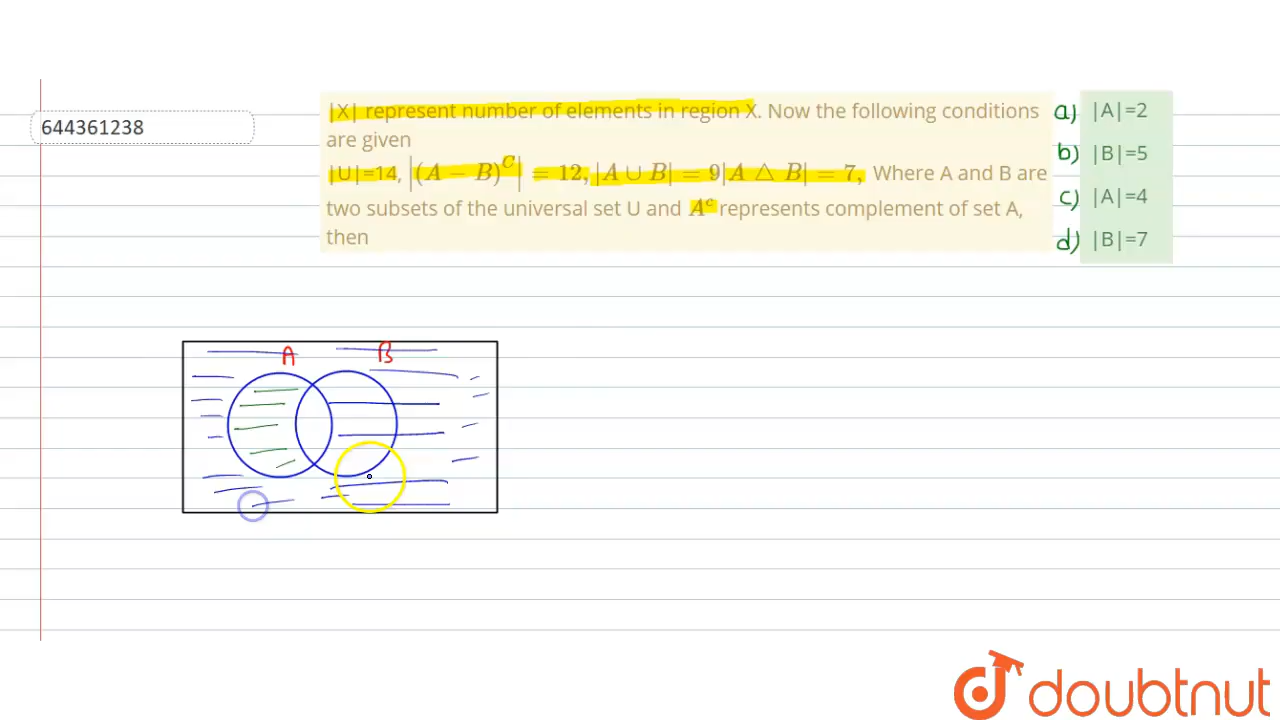 644361238
|X| represent number of elements in region X. Now the following conditions
are given
|U|=14, |(A − B)^C| = 12, |A ∪ B| = 9|A △ B| = 7, Where A and B are
two subsets of the universal set U and A^c represents complement of set A,
then
a) |A|=2
b) |B|=5
c) |A|=4
d) |B|=7
A B
doubtnut